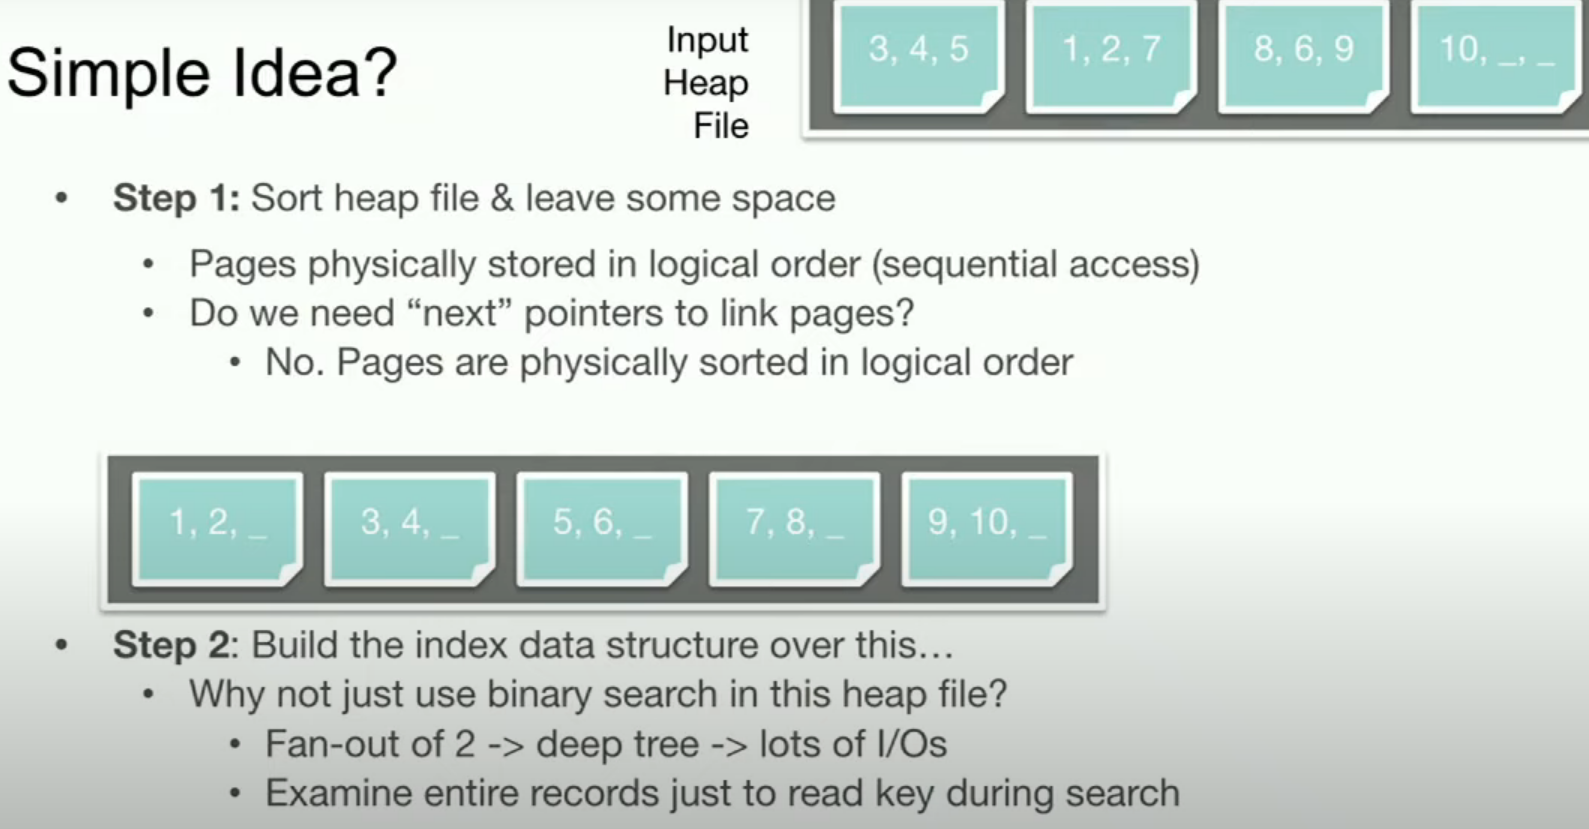 Simple Idea?
Input
Heap
File
3, 4, 5
1, 2, 7
8, 6, 9
10, _, _
• Step 1: Sort heap file & leave some space
• Pages physically stored in logical order (sequential access)
• Do we need “next” pointers to link pages?
• No. Pages are physically sorted in logical order
1, 2, _
3, 4, _
5, 6, _
7, 8, _
9, 10, _
• Step 2: Build the index data structure over this...
• Why not just use binary search in this heap file?
• Fan-out of 2 -> deep tree -> lots of I/Os
• Examine entire records just to read key during search